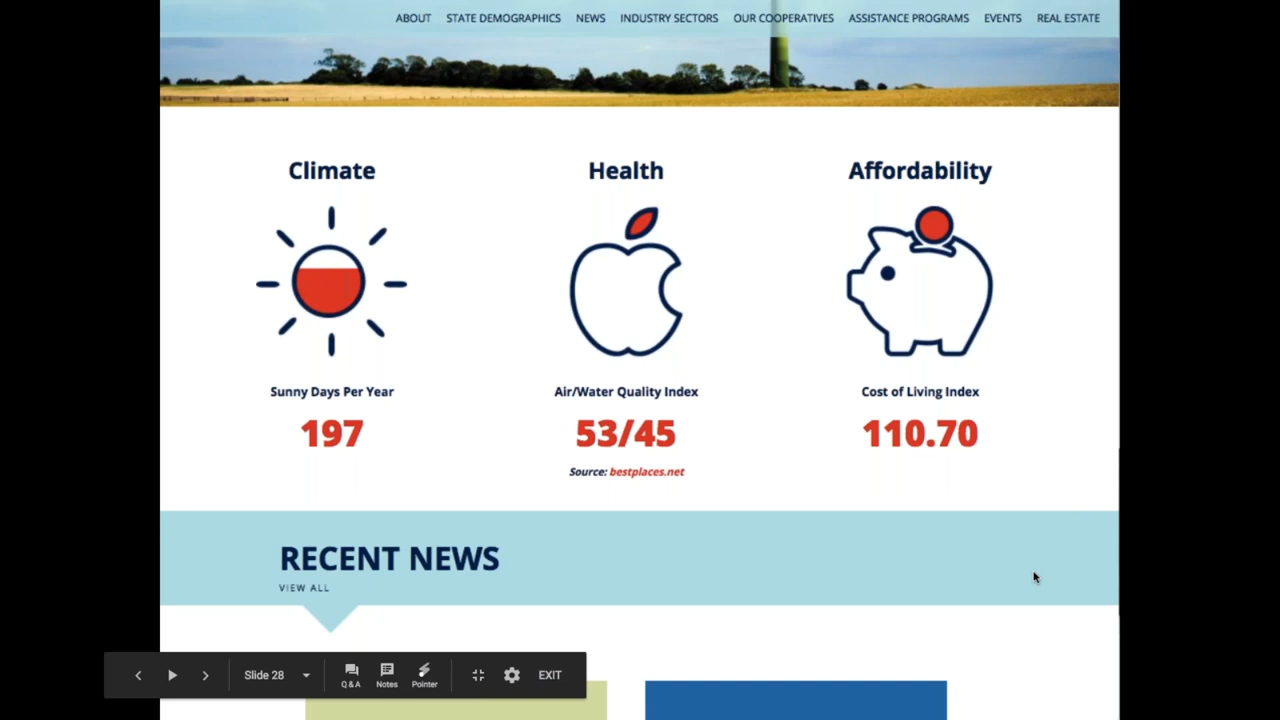 ABOUT STATE DEMOGRAPHICS NEWS INDUSTRY SECTORS OUR COOPERATIVES ASSISTANCE PROGRAMS EVENTS REAL ESTATE
Climate Health Affordability
Sunny Days Per Year Air/Water Quality Index Cost of Living Index
197 53/45 110.70
Source: bestplaces.net
RECENT NEWS
VIEW ALL
Slide 28 Q & A Notes Pointer EXIT